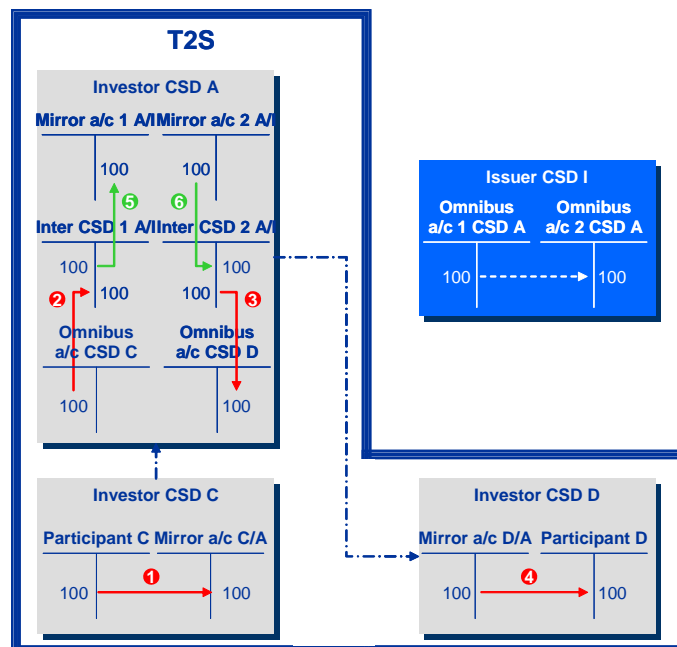 T2S
Investor CSD A
Mirror a/c 1 A/I Mirror a/c 2 A/I
100 100
5 6
Inter CSD 1 A/I Inter CSD 2 A/I
100 100
100 100
2 3
Omnibus Omnibus
a/c CSD C a/c CSD D
100 100
Issuer CSD I
Omnibus Omnibus
a/c 1 CSD A a/c 2 CSD A
100 100
Investor CSD C
Participant C Mirror a/c C/A
1
100 100
Investor CSD D
Mirror a/c D/A Participant D
4
100 100